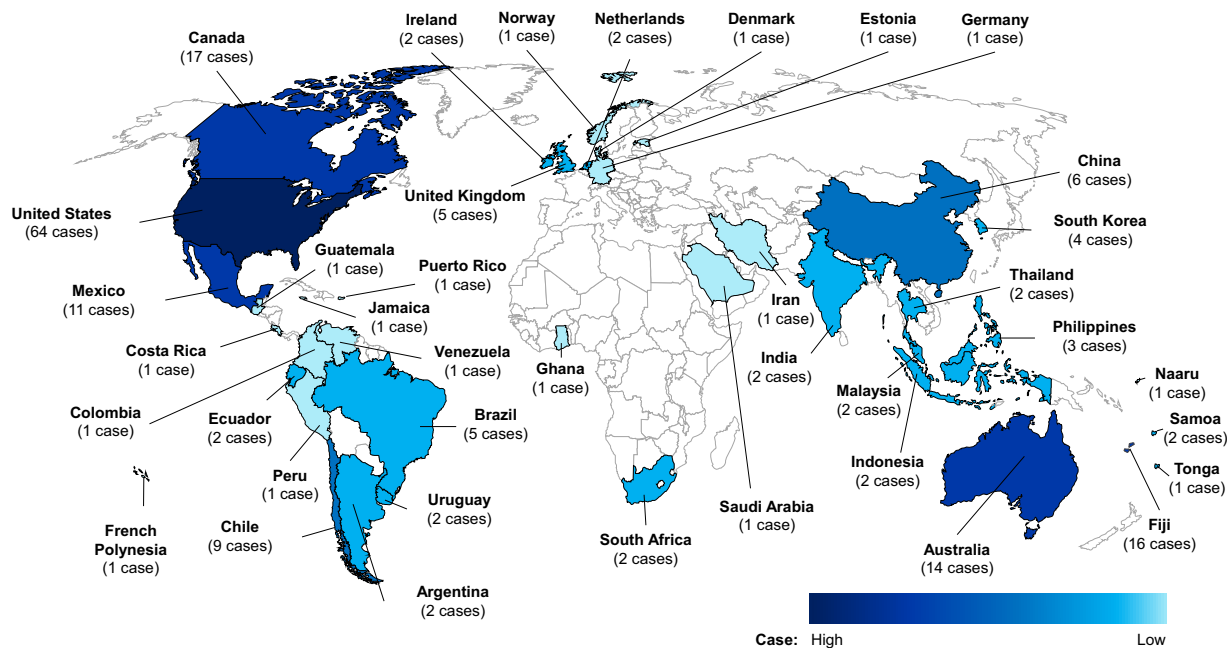 Canada
(17 cases)
Ireland
(2 cases)
Norway
(1 case)
Netherlands
(2 cases)
Denmark
(1 case)
Estonia
(1 case)
Germany
(1 case)
United States
(64 cases)
United Kingdom
(5 cases)
China
(6 cases)
South Korea
(4 cases)
Guatemala
(1 case)
Puerto Rico
(1 case)
Mexico
(11 cases)
Jamaica
(1 case)
Iran
(1 case)
Thailand
(2 cases)
Philippines
(3 cases)
Costa Rica
(1 case)
Venezuela
(1 case)
Ghana
(1 case)
India
(2 cases)
Malaysia
(2 cases)
Naaru
(1 case)
Colombia
(1 case)
Ecuador
(2 cases)
Brazil
(5 cases)
Samoa
(2 cases)
Peru
(1 case)
Uruguay
(2 cases)
Indonesia
(2 cases)
Tonga
(1 case)
French
Polynesia
(1 case)
Chile
(9 cases)
South Africa
(2 cases)
Saudi Arabia
(1 case)
Australia
(14 cases)
Fiji
(16 cases)
Argentina
(2 cases)
Case: High Low